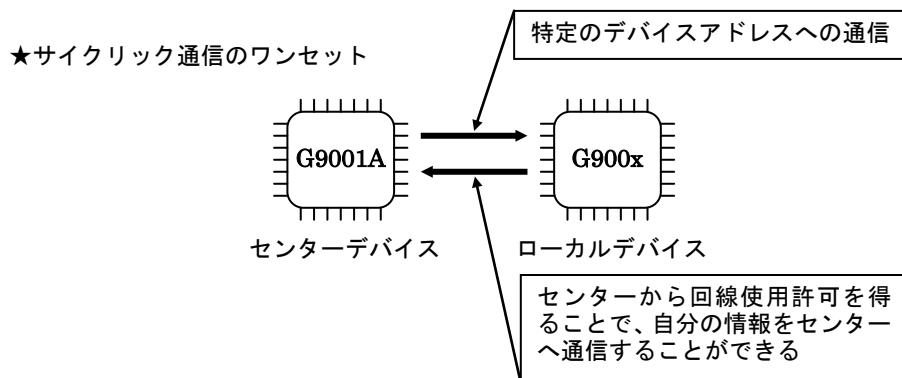 特定のデバイスアドレスへの通信
★サイクリック通信のワンセット
G9001A
G900x
センターデバイス
ローカルデバイス
センターから回線使用許可を得
ることで、自分の情報をセンター
へ通信することができる